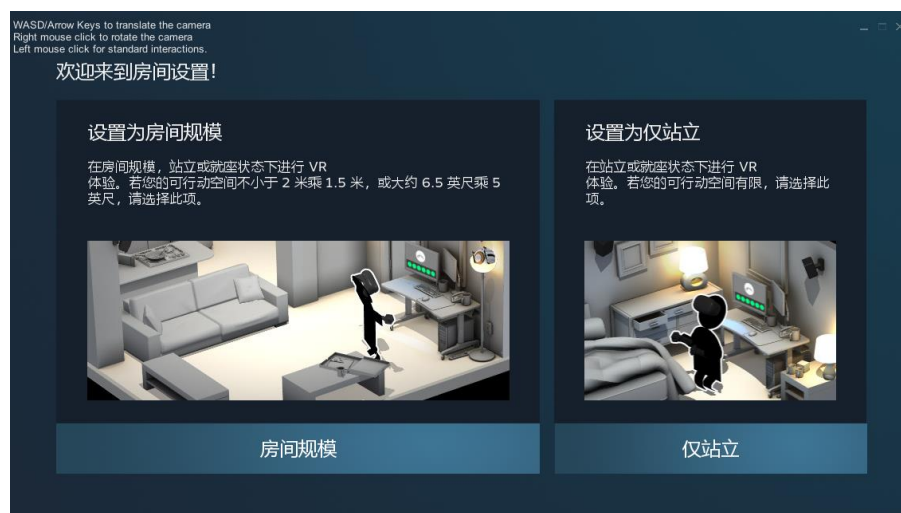 WASD/Arrow Keys to translate the camera
Right mouse click to rotate the camera
Left mouse click for standard interactions.
欢迎来到房间设置！
设置为房间规模
在房间规模，站立或就座状态下进行 VR
体验。若您的可行动空间不小于 2 米乘 1.5 米，或大约 6.5 英尺乘 5
英尺，请选择此项。
房间规模
设置为仅站立
在站立或就座状态下进行 VR
体验。若您的可行动空间有限，请选择此
项。
仅站立